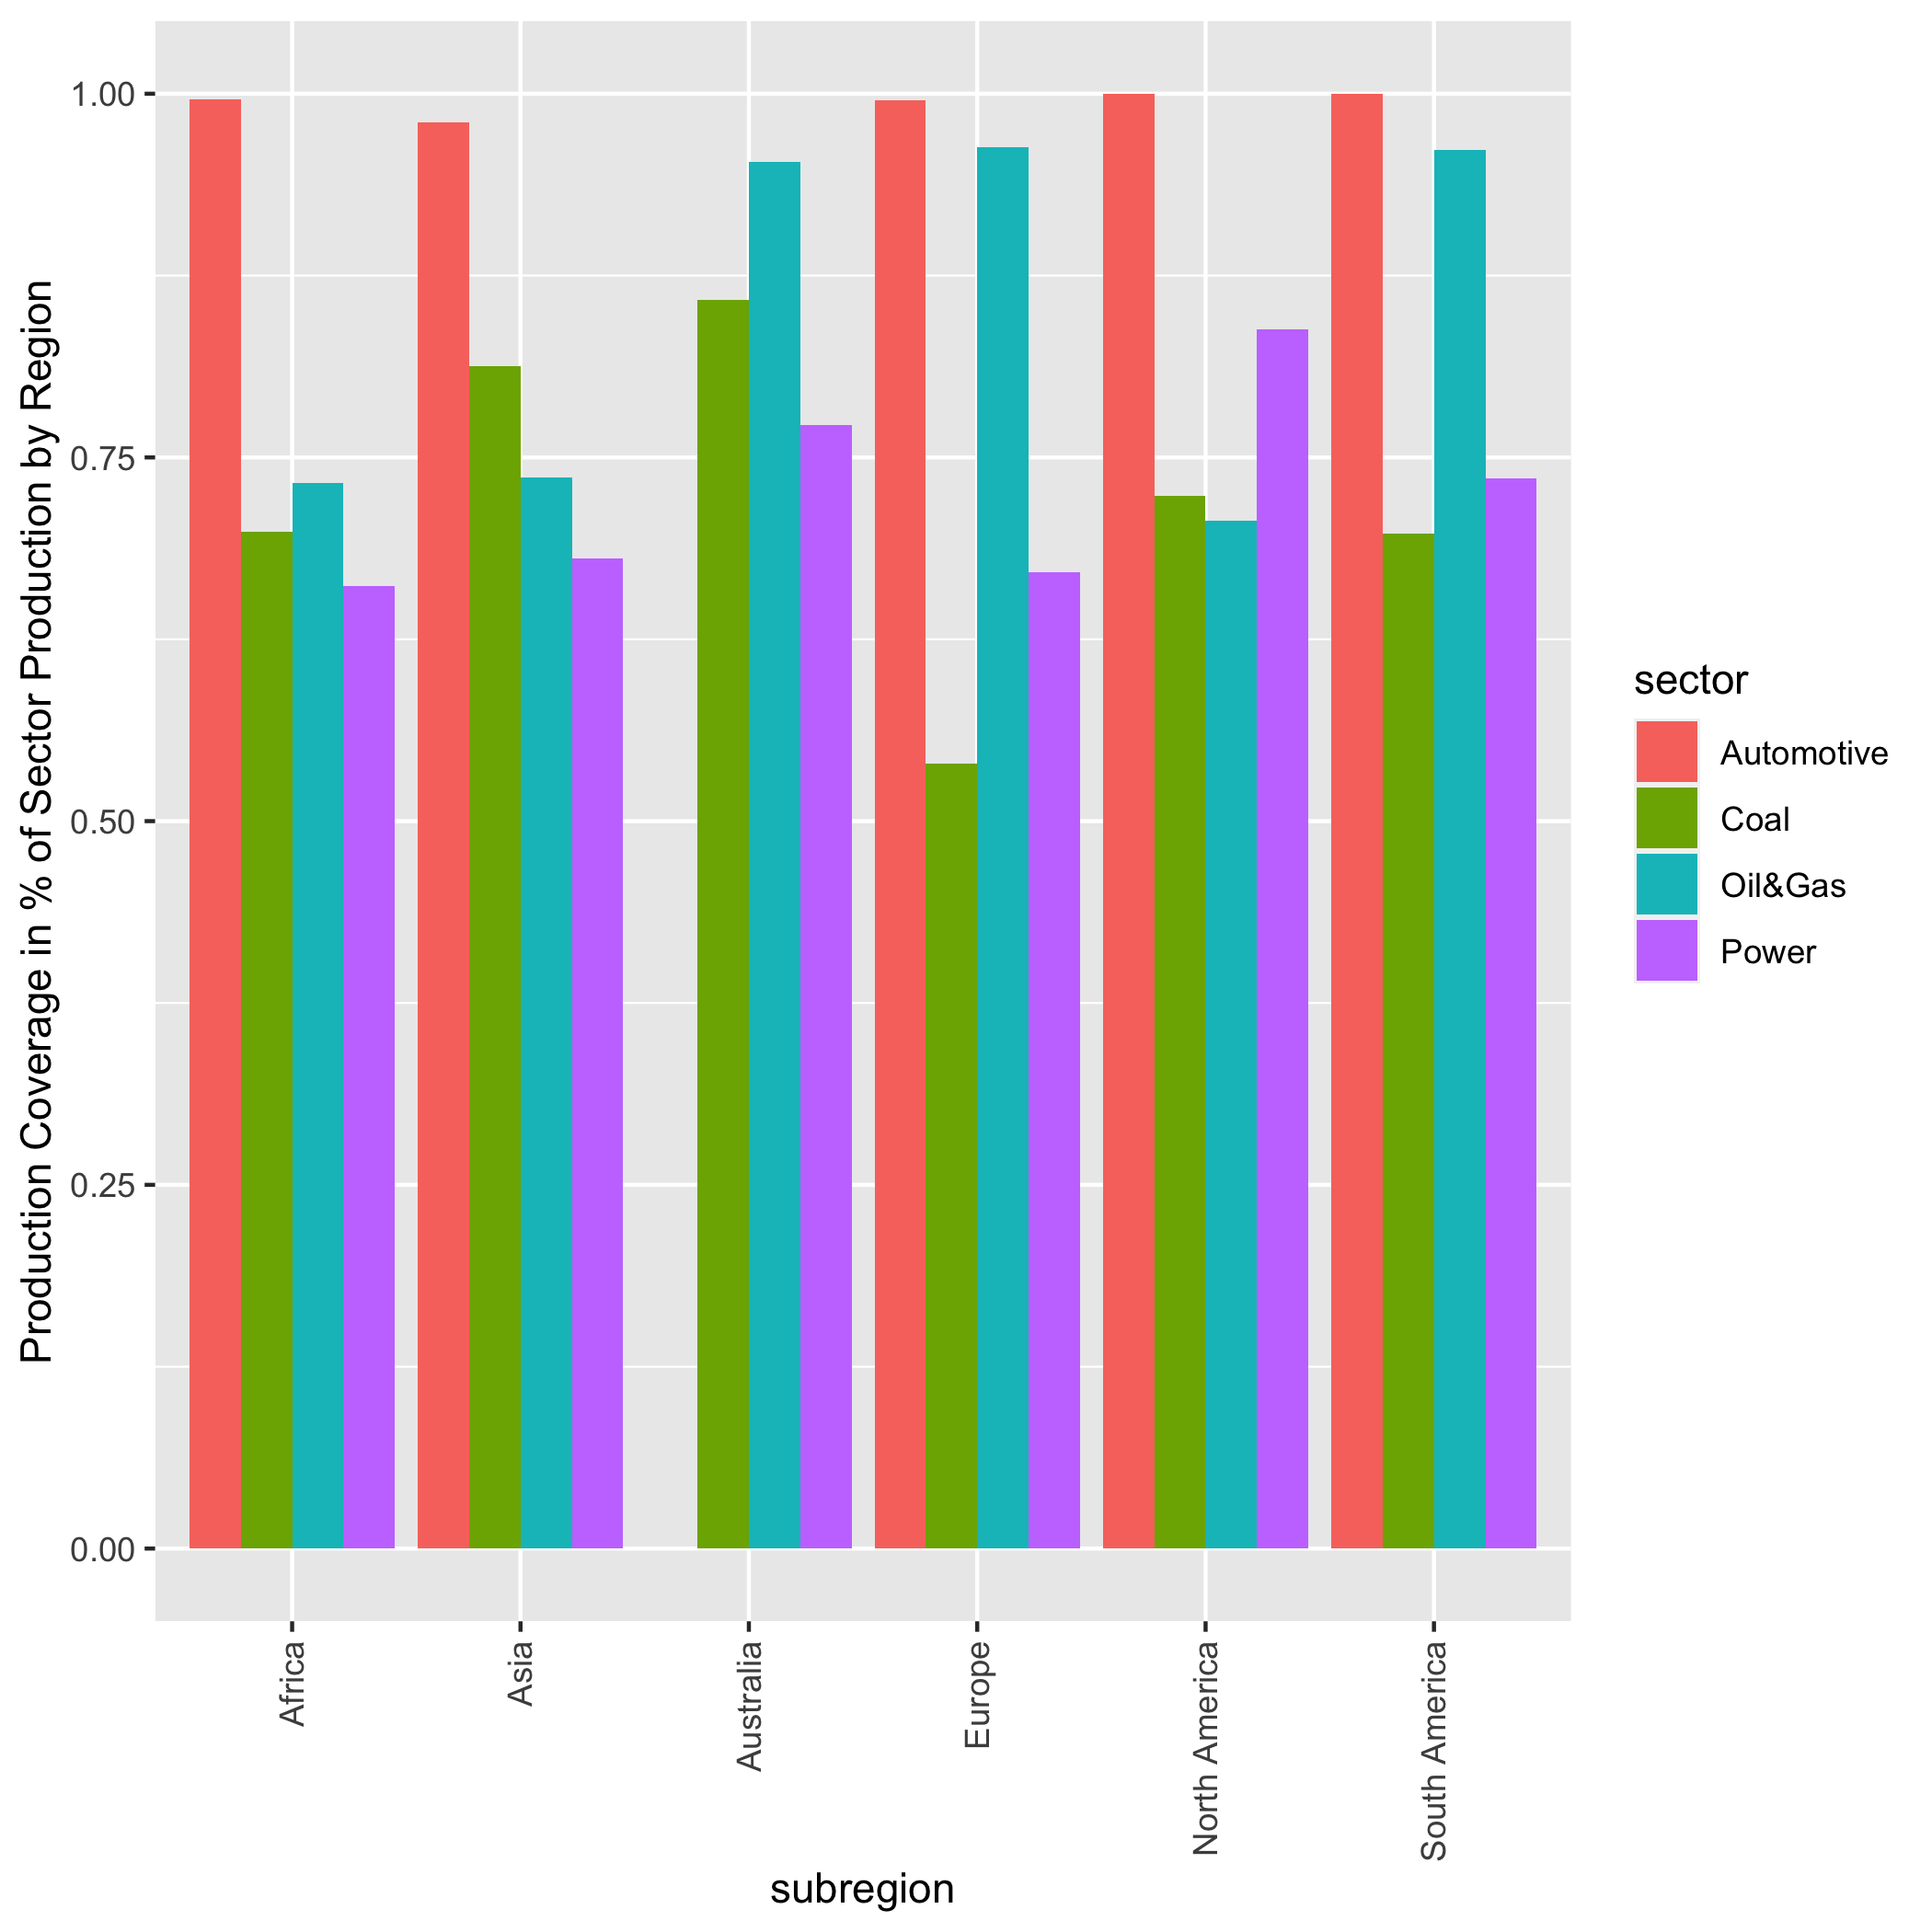 Production Coverage in % of Sector Production by Region
1.00
0.75
0.50
0.25
0.00
Africa
Asia
Australia
Europe
North America
South America
subregion
sector
Automotive
Coal
Oil&Gas
Power